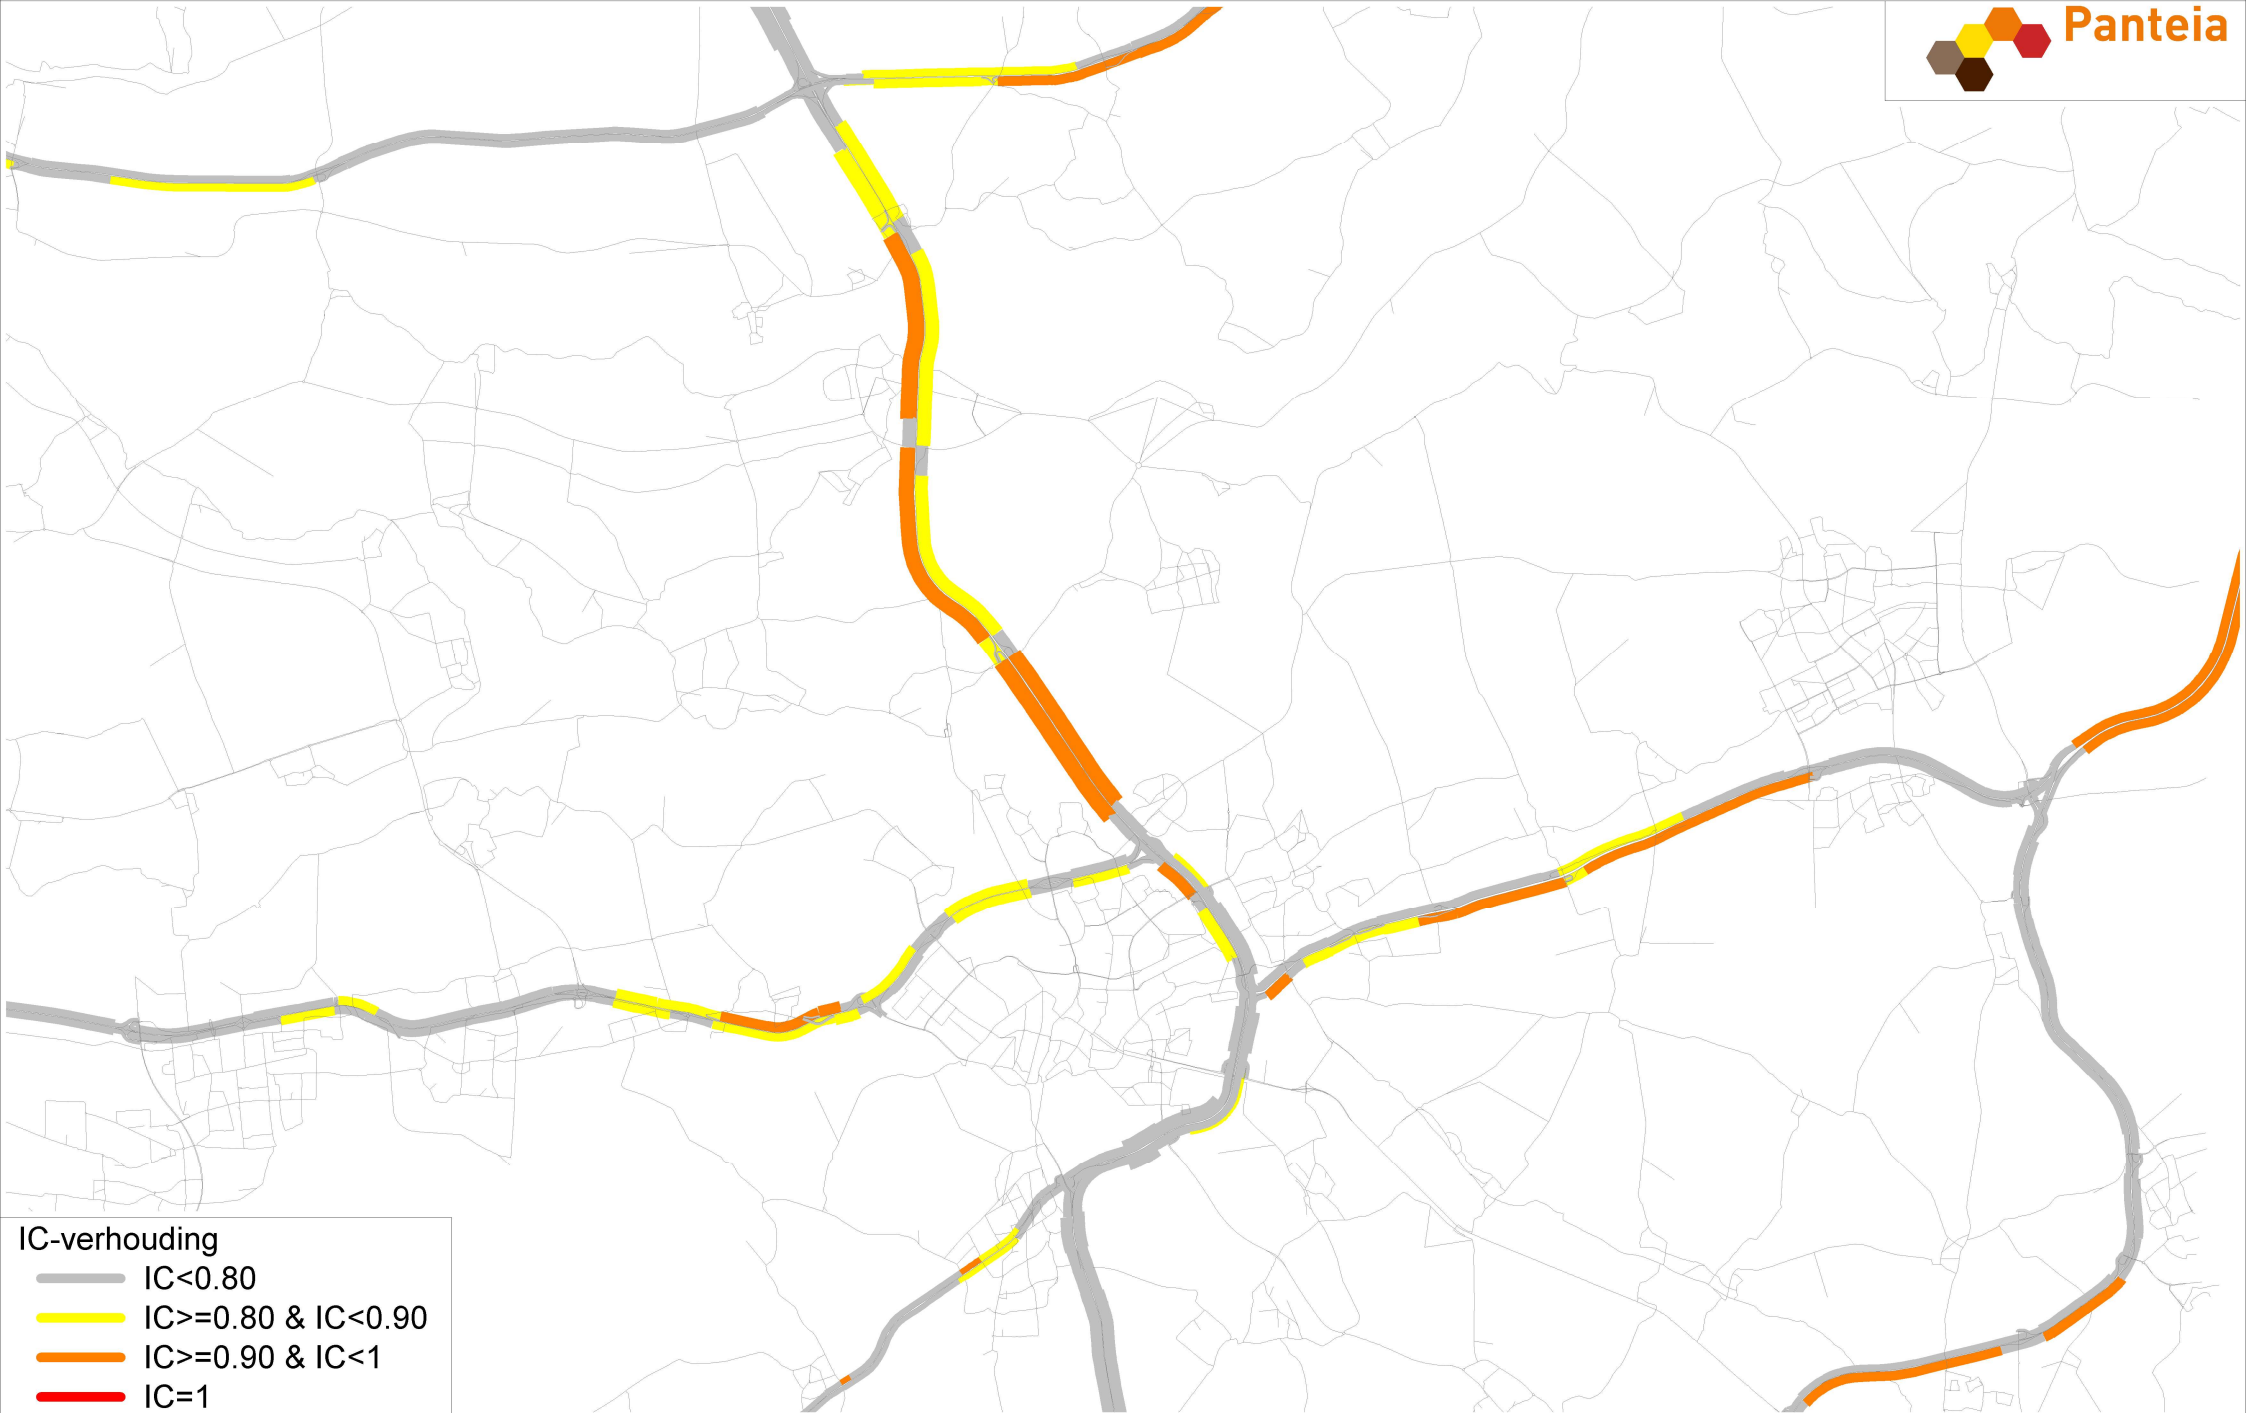 Panteia
IC-verhouding
IC<0.80
IC>=0.80 & IC<0.90
IC>=0.90 & IC<1
IC=1